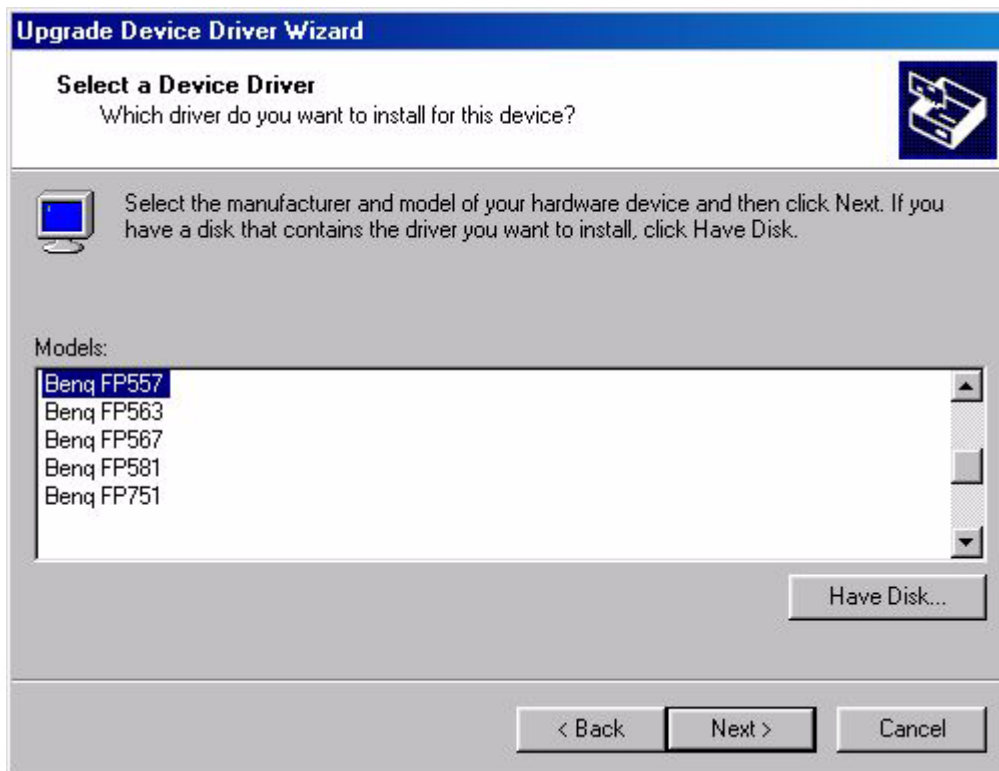 Upgrade Device Driver Wizard
Select a Device Driver
Which driver do you want to install for this device?
Select the manufacturer and model of your hardware device and then click Next. If you
have a disk that contains the driver you want to install, click Have Disk.
Models:
Benq FP557
Benq FP563
Benq FP567
Benq FP581
Benq FP751
Have Disk...
< Back
Next >
Cancel